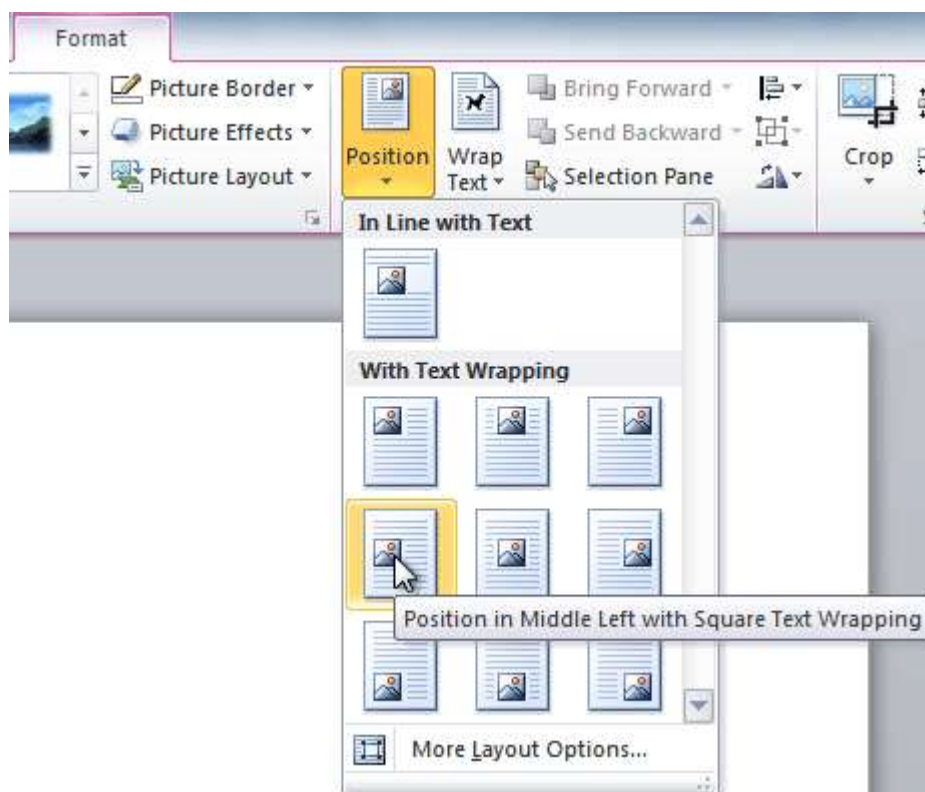 Format
Picture Border
Picture Effects
Picture Layout
Position
Wrap
Text
Bring Forward
Send Backward
Selection Pane
Crop
In Line with Text
With Text Wrapping
Position in Middle Left with Square Text Wrapping
More Layout Options...